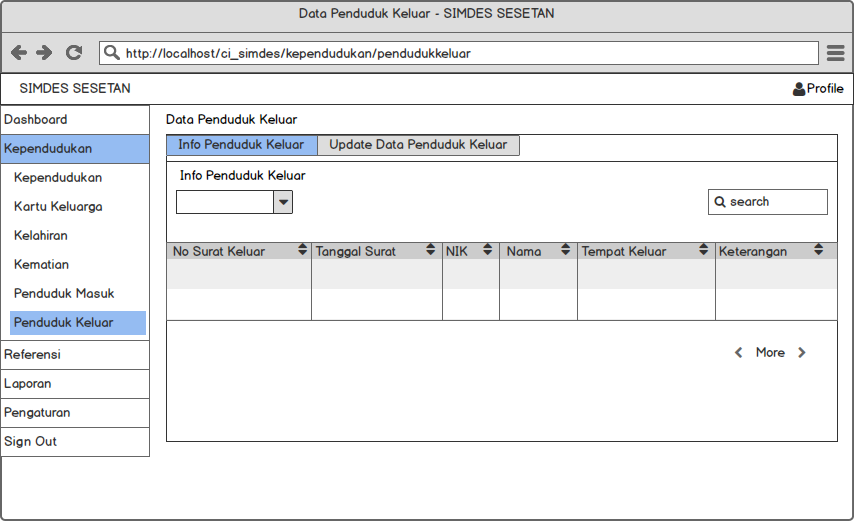 Data Penduduk Keluar - SIMDES SESETAN
http://localhost/ci_simdes/kependudukan/pendudukkeluar
SIMDES SESETAN
Profile
Dashboard
Kependudukan
Kependudukan
Kartu Keluarga
Kelahiran
Kematian
Penduduk Masuk
Penduduk Keluar
Referensi
Laporan
Pengaturan
Sign Out
Data Penduduk Keluar
Info Penduduk Keluar
Update Data Penduduk Keluar
Info Penduduk Keluar
search
No Surat Keluar
Tanggal Surat
NIK
Nama
Tempat Keluar
Keterangan
More